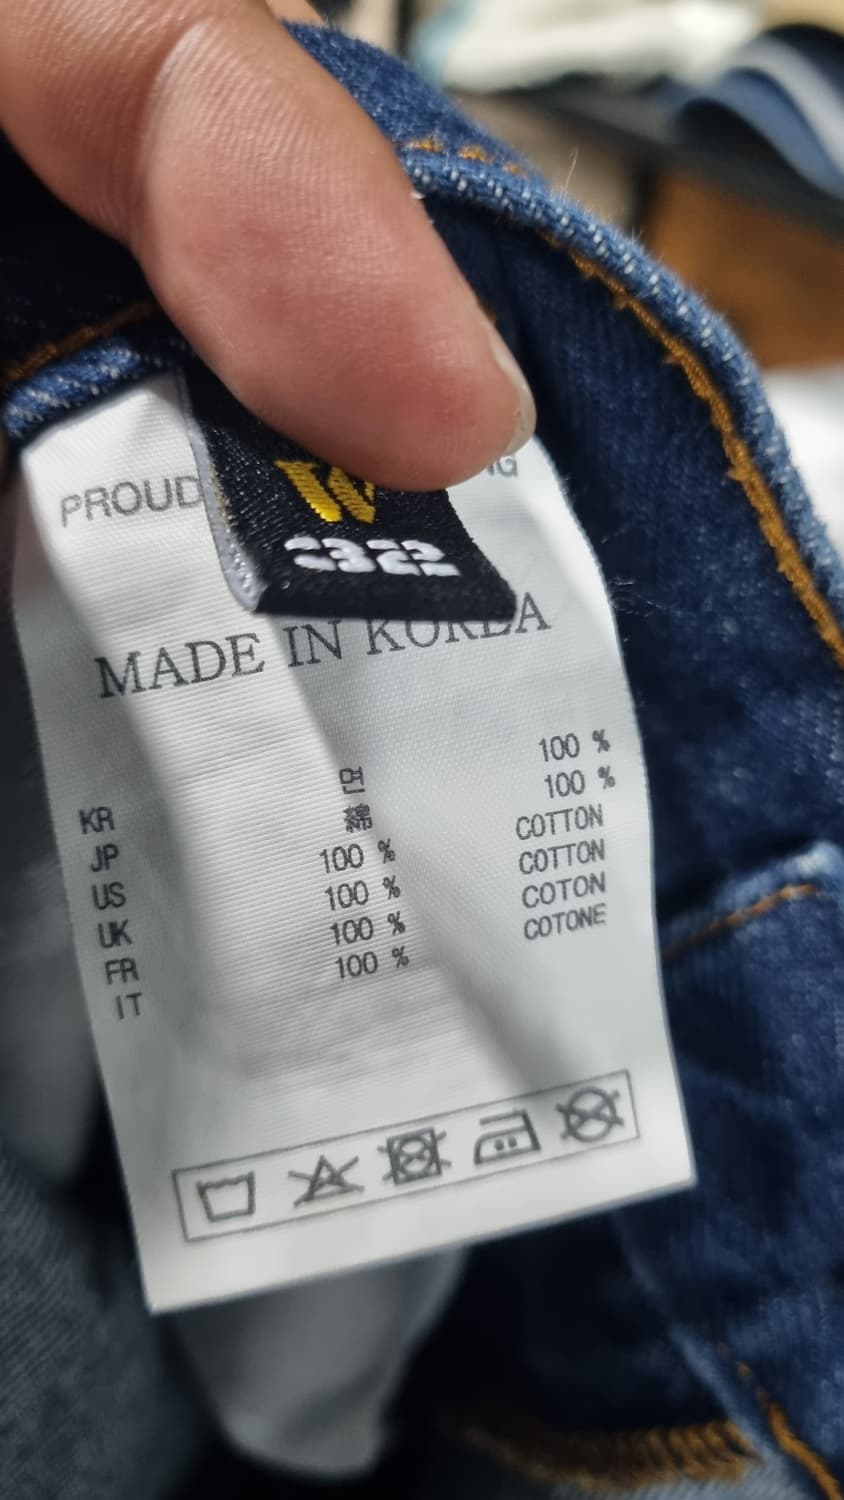 PROUD
W
32
MADE IN KOREA
KR 면 100 %
JP 綿 100 %
US 100 % COTTON
UK 100 % COTTON
FR 100 % COTON
IT 100 % COTONE